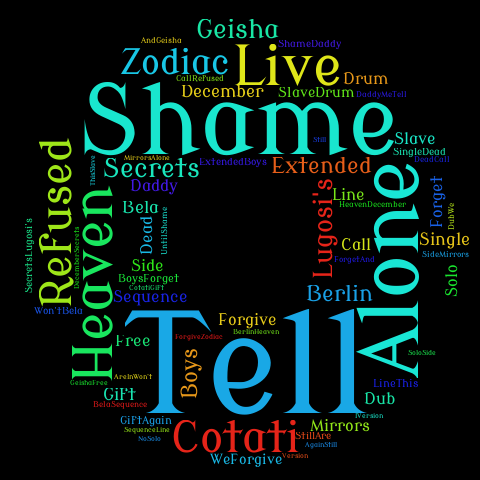 Geisha
AndGeisha
ShameDaddy
Zodiac
Live
CallRefused
Drum
DaddyMeTell
December
SlaveDrum
Shame
Still
Slave
SingleDead
DeadCall
MirrorsAlone
Secrets
ExtendedBoys
Extended
ThisSlave
Daddy
Refused
Heaven
Line
HeavenDecember
Forget
DubWe
Bela
Dead
UntilShame
Lugosi's
Alone
SecretsLugosi's
DecemberSecrets
Call
Single
ForgetAnd
SideMirrors
Side
BoysForget
CotatiGift
Solo
Sequence
Berlin
Won'tBela
Tell
Forgive
BerlinHeaven
ForgiveZodiac
Free
Boys
SoloSide
AreInWon't
GeishaFree
LineThis
Gift
BelaSequence
Dub
GiftAgain
IVersion
SequenceLine
Cotati
Mirrors
NoSolo
StillAre
AgainStill
WeForgive
Version